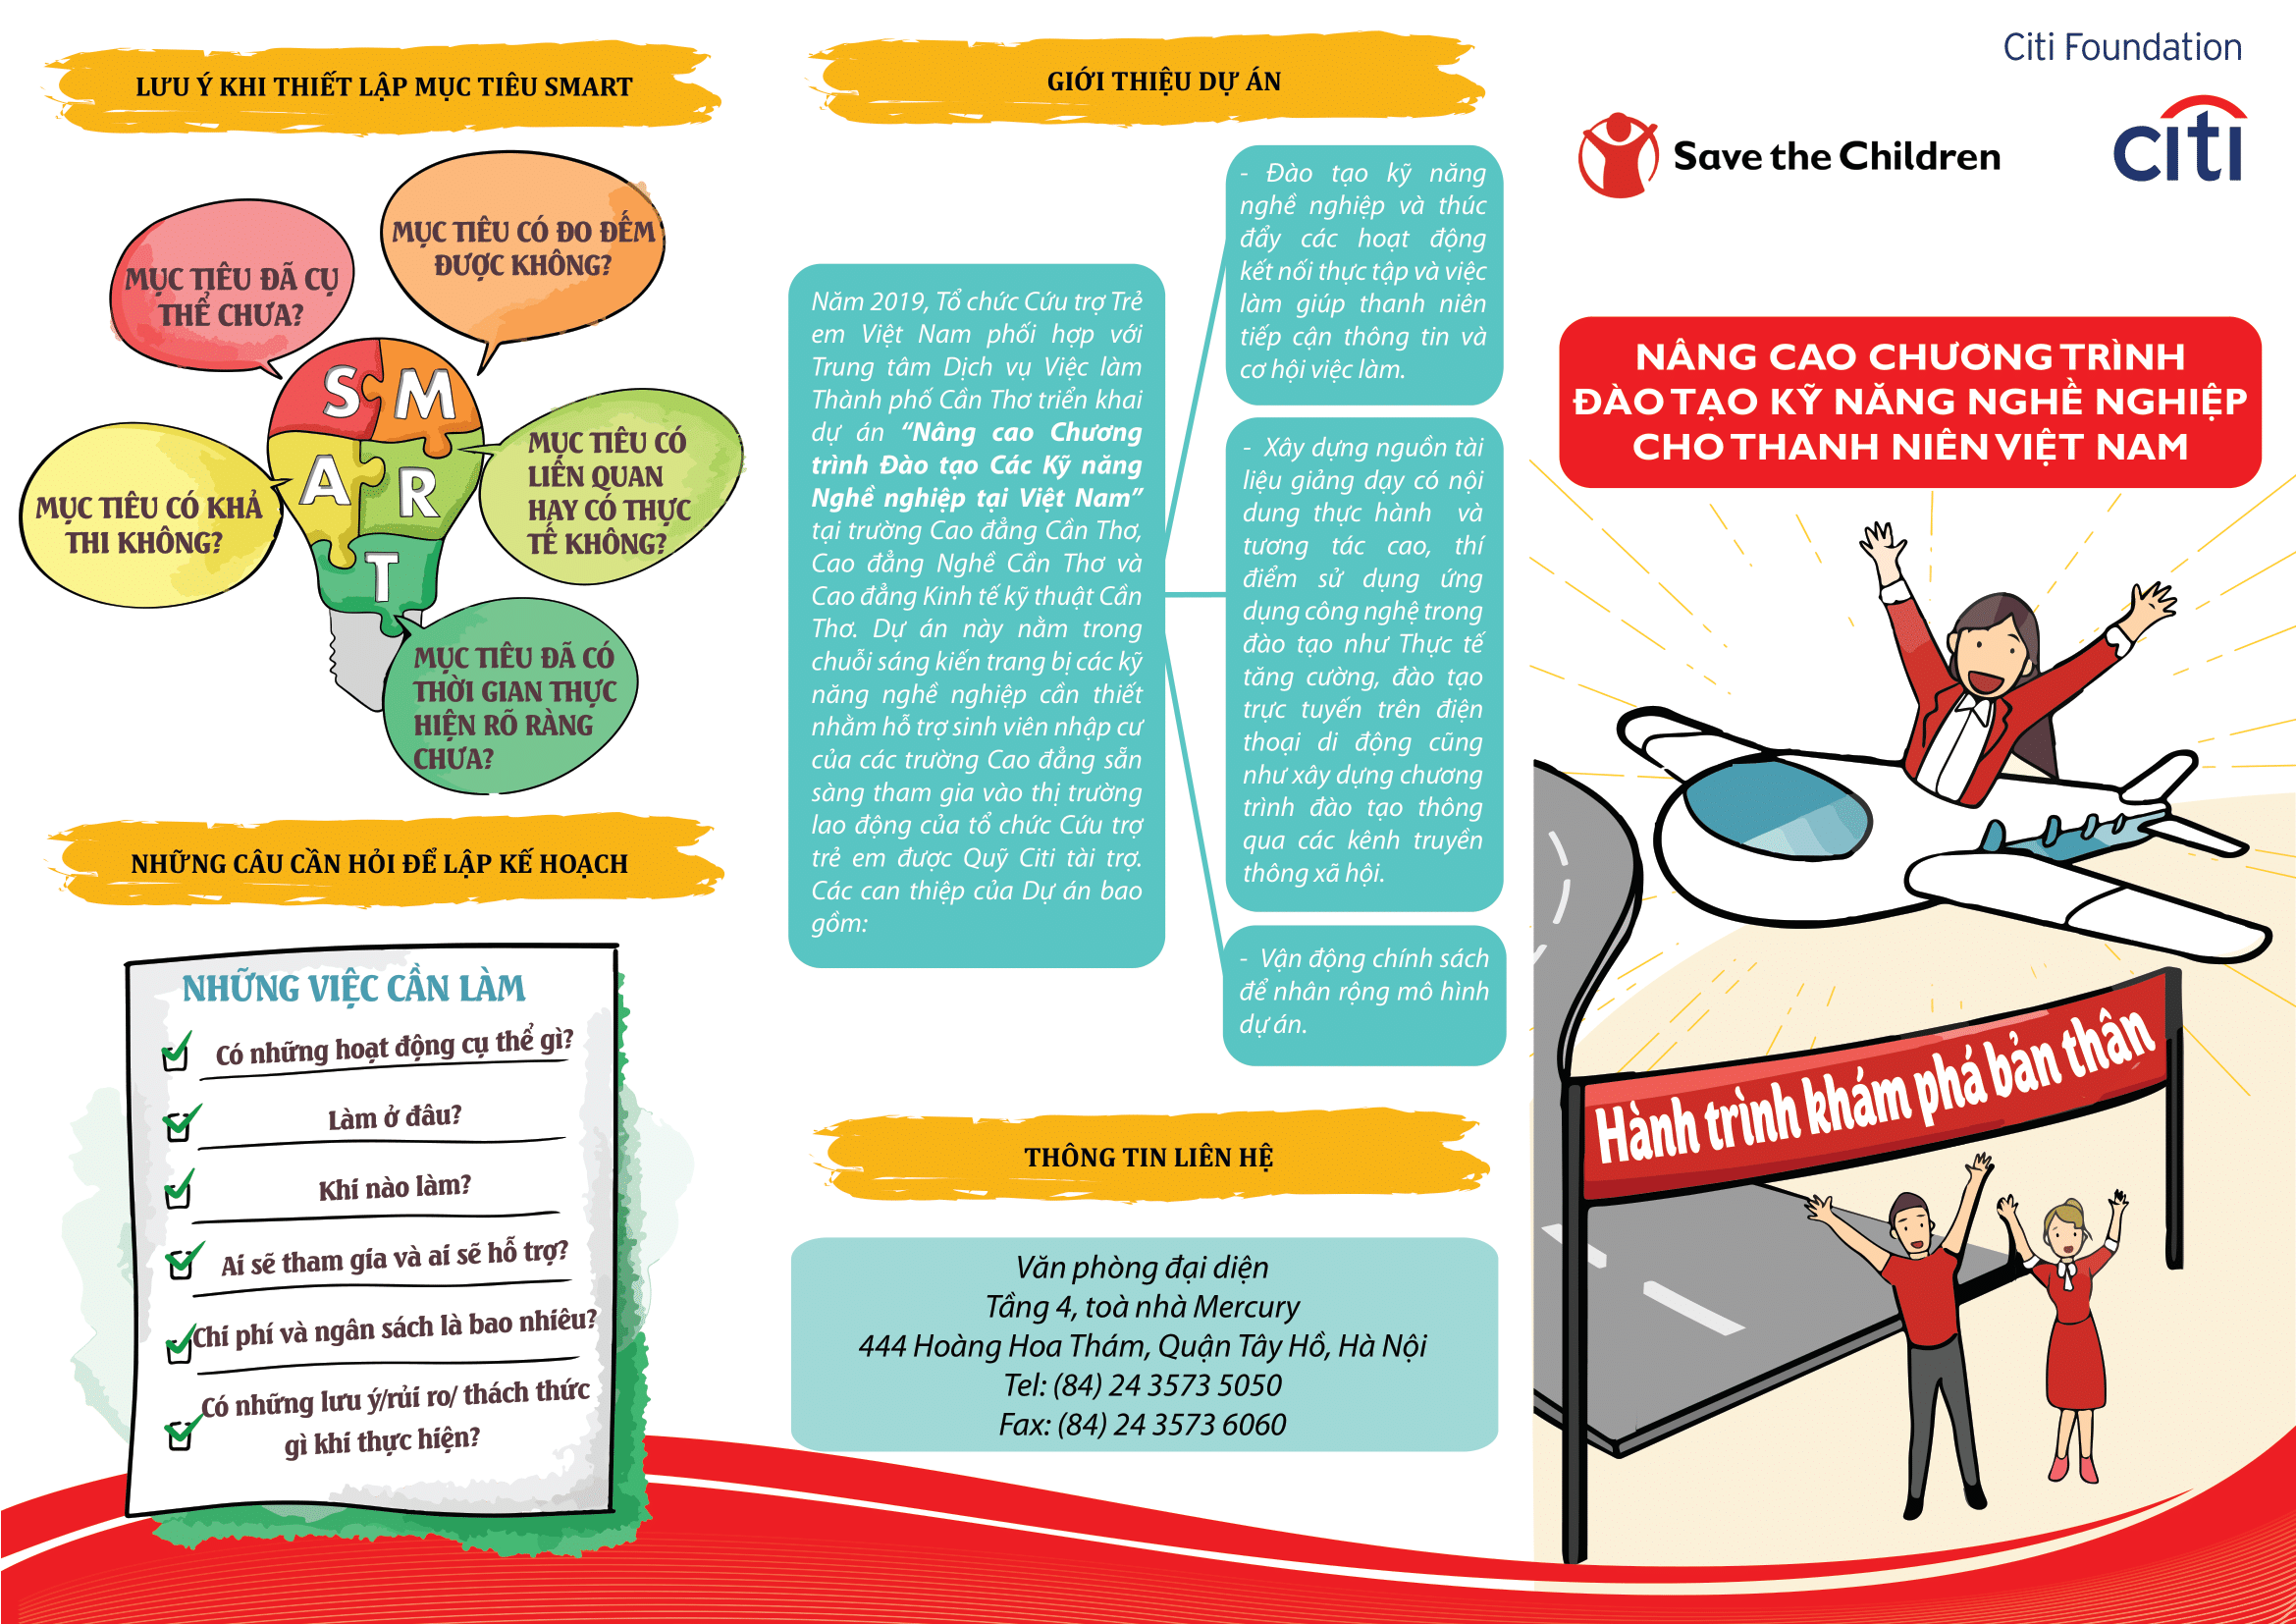 LƯU Ý KHI THIẾT LẬP MỤC TIÊU SMART
MỤC TIÊU ĐÃ CỤ
THỂ CHƯA?
MỤC TIÊU CÓ ĐO ĐẾM
ĐƯỢC KHÔNG?
MỤC TIÊU CÓ KHẢ
THI KHÔNG?
MỤC TIÊU CÓ
LIÊN QUAN
HAY CÓ THỰC
TẾ KHÔNG?
MỤC TIÊU ĐÃ CÓ
THỜI GIAN THỰC
HIỆN RÕ RÀNG
CHƯA?
S M
A R
T
NHỮNG CÂU CẦN HỎI ĐỂ LẬP KẾ HOẠCH
NHỮNG VIỆC CẦN LÀM
Có những hoạt động cụ thể gì?
Làm ở đâu?
Khi nào làm?
Ai sẽ tham gia và ai sẽ hỗ trợ?
Chi phí và ngân sách là bao nhiêu?
Có những lưu ý/rủi ro/ thách thức
gì khi thực hiện?
GIỚI THIỆU DỰ ÁN
Năm 2019, Tổ chức Cứu trợ Trẻ
em Việt Nam phối hợp với
Trung tâm Dịch vụ Việc làm
Thành phố Cần Thơ triển khai
dự án “Nâng cao Chương
trình Đào tạo Các Kỹ năng
Nghề nghiệp tại Việt Nam”
tại trường Cao đẳng Cần Thơ,
Cao đẳng Nghề Cần Thơ và
Cao đẳng Kinh tế kỹ thuật Cần
Thơ. Dự án này nằm trong
chuỗi sáng kiến trang bị các kỹ
năng nghề nghiệp cần thiết
nhằm hỗ trợ sinh viên nhập cư
của các trường Cao đẳng sẵn
sàng tham gia vào thị trường
lao động của tổ chức Cứu trợ
trẻ em được Quỹ Citi tài trợ.
Các can thiệp của Dự án bao
gồm:
- Đào tạo kỹ năng
nghề nghiệp và thúc
đẩy các hoạt động
kết nối thực tập và việc
làm giúp thanh niên
tiếp cận thông tin và
cơ hội việc làm.
- Xây dựng nguồn tài
liệu giảng dạy có nội
dung thực hành và
tương tác cao, thí
điểm sử dụng ứng
dụng công nghệ trong
đào tạo như Thực tế
tăng cường, đào tạo
trực tuyến trên điện
thoại di động cũng
như xây dựng chương
trình đào tạo thông
qua các kênh truyền
thông xã hội.
- Vận động chính sách
để nhân rộng mô hình
dự án.
THÔNG TIN LIÊN HỆ
Văn phòng đại diện
Tầng 4, toà nhà Mercury
444 Hoàng Hoa Thám, Quận Tây Hồ, Hà Nội
Tel: (84) 24 3573 5050
Fax: (84) 24 3573 6060
Citi Foundation
citi
Save the Children
NÂNG CAO CHƯƠNG TRÌNH
ĐÀO TẠO KỸ NĂNG NGHỀ NGHIỆP
CHO THANH NIÊN VIỆT NAM
Hành trình khám phá bản thân